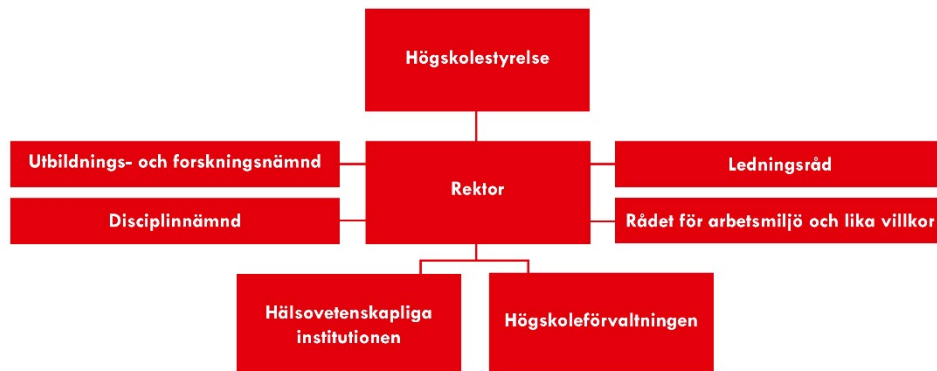 Högskolestyrelse
Utbildnings- och forskningsnämnd
Rektor
Ledningsråd
Disciplinnämnd
Rådet för arbetsmiljö och lika villkor
Hälsovetenskapliga
institutionen
Högskoleförvaltningen